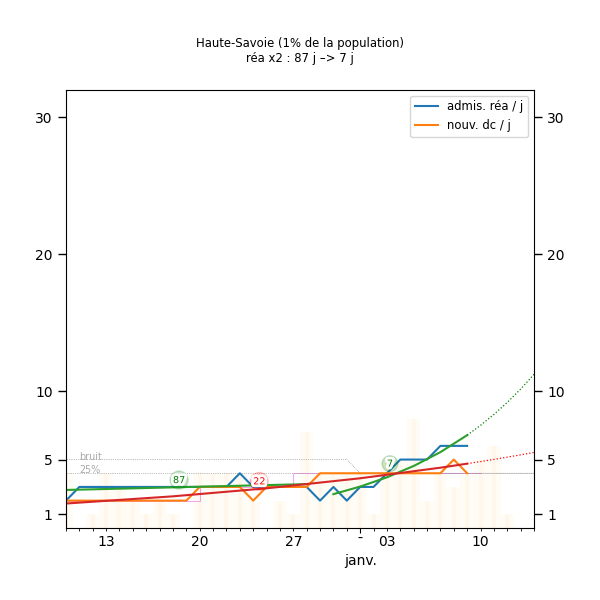 Haute-Savoie (1% de la population)
réa x2 : 87 j –> 7 j
admis. réa / j
nouv. dc / j
30 30
20 20
10 10
5 5
1 1
bruit
25%
87
22
7
13 20 27 - 03 10
janv.